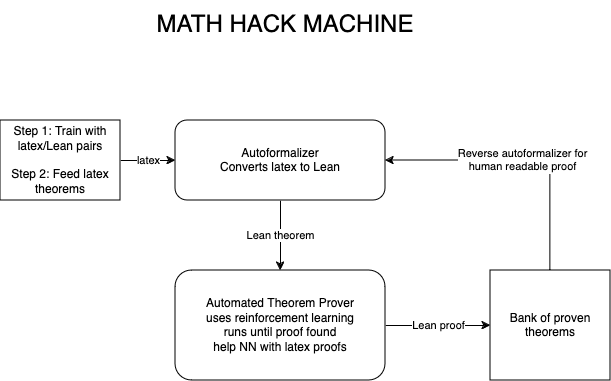 MATH HACK MACHINE
Step 1: Train with
latex/Lean pairs
Step 2: Feed latex
theorems
latex
Autoformalizer
Converts latex to Lean
Reverse autoformalizer for
human readable proof
Lean theorem
Automated Theorem Prover
uses reinforcement learning
runs until proof found
help NN with latex proofs
Lean proof
Bank of proven
theorems